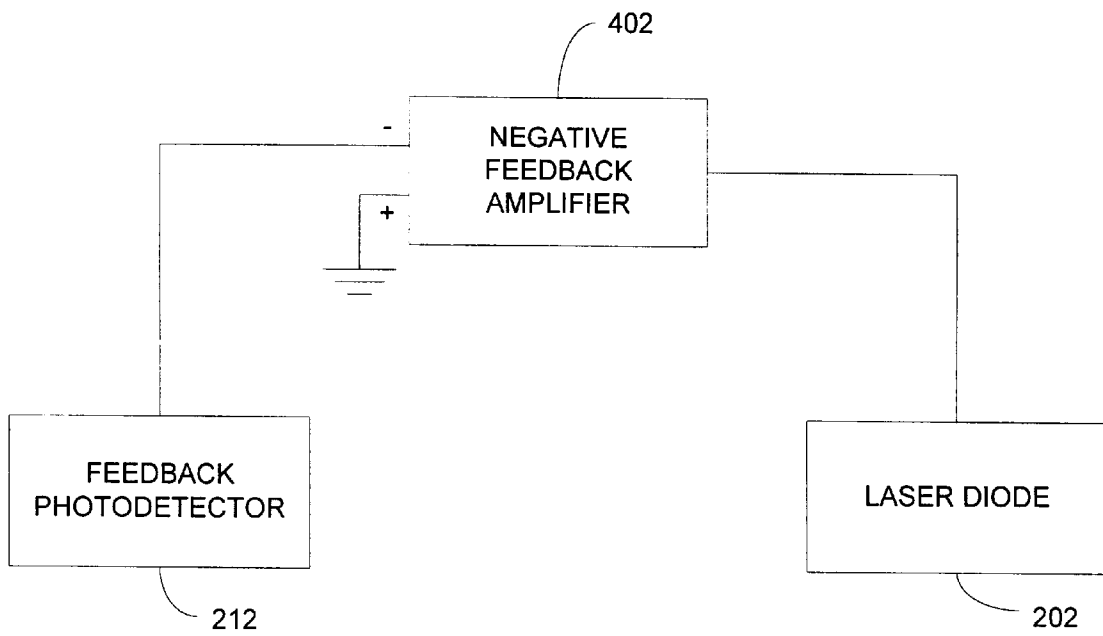 402
-
NEGATIVE
FEEDBACK
AMPLIFIER
+
FEEDBACK
PHOTODETECTOR
LASER DIODE
212
202